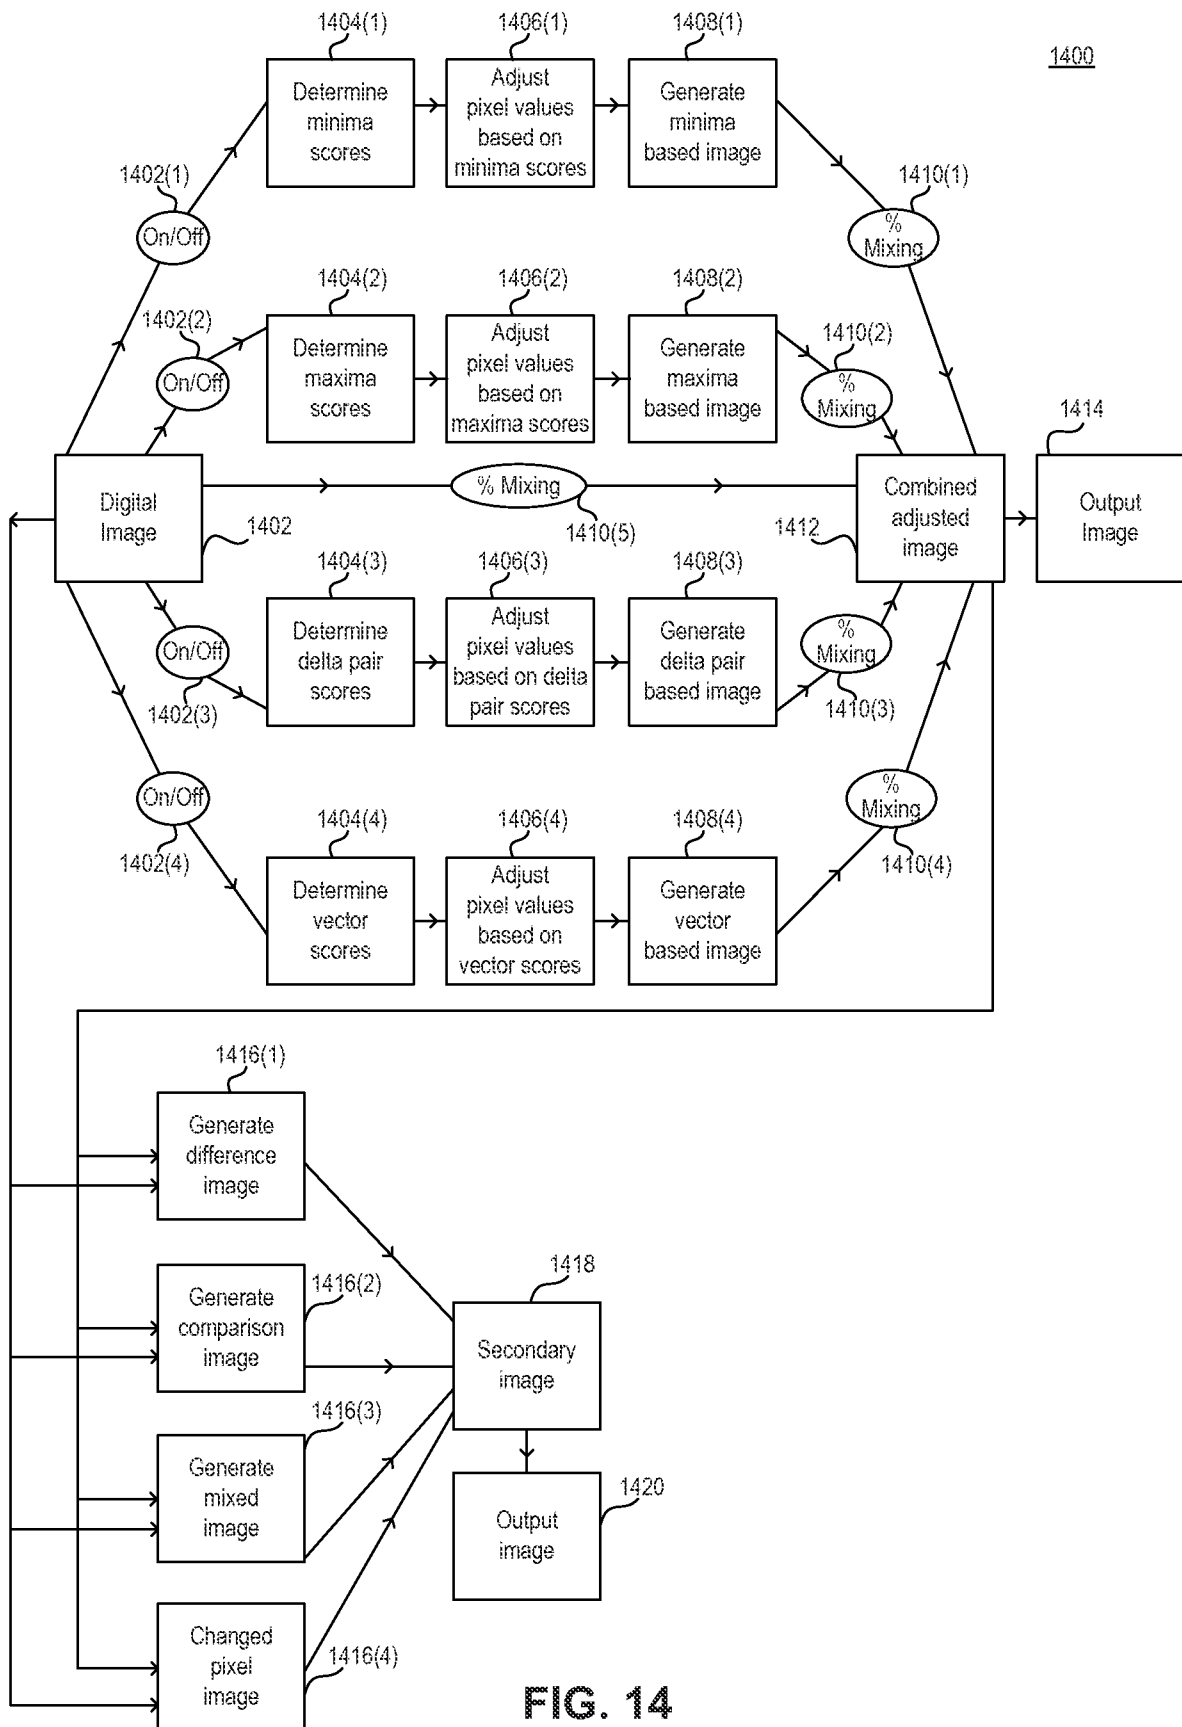 1400
1404(1)
1406(1)
1408(1)
Determine
minima
scores
Adjust
pixel values
based on
minima scores
Generate
minima
based image
1402(1)
On/Off
1410(1)
%
Mixing
1404(2)
1406(2)
1408(2)
1402(2)
On/Off
Determine
maxima
scores
Adjust
pixel values
based on
maxima scores
Generate
maxima
based image
1410(2)
%
Mixing
Digital
Image
1402
% Mixing
1410(5)
Combined
adjusted
image
1412
1414
Output
Image
1404(3)
1406(3)
1408(3)
On/Off
1402(3)
Determine
delta pair
scores
Adjust
pixel values
based on delta
pair scores
Generate
delta pair
based image
%
Mixing
1410(3)
On/Off
1402(4)
1404(4)
1406(4)
1408(4)
Determine
vector
scores
Adjust
pixel values
based on
vector scores
Generate
vector
based image
%
Mixing
1410(4)
1416(1)
Generate
difference
image
1416(2)
Generate
comparison
image
1418
Secondary
image
1416(3)
Generate
mixed
image
1420
Output
image
Changed
pixel
image
1416(4)
FIG. 14